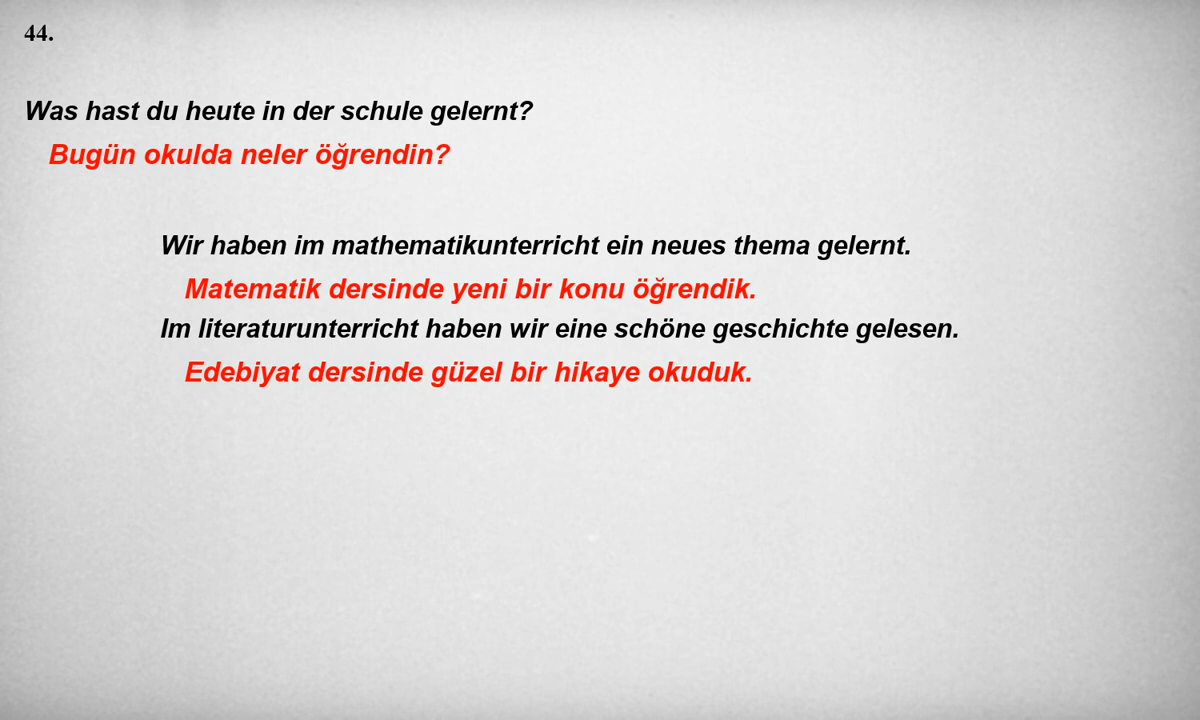 44.
Was hast du heute in der schule gelernt?
Bugün okulda neler öğrendin?
Wir haben im mathematikunterricht ein neues thema gelernt.
Matematik dersinde yeni bir konu öğrendik.
Im literaturunterricht haben wir eine schöne geschichte gelesen.
Edebiyat dersinde güzel bir hikaye okuduk.